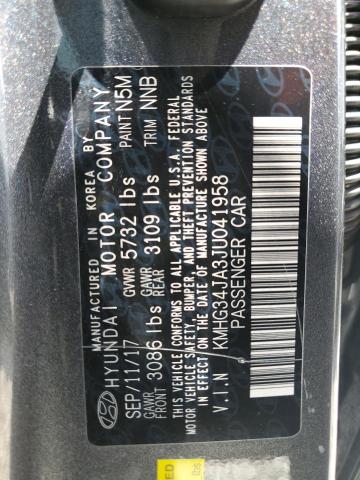 MANUFACTURED IN KOREA BY
HYUNDAI MOTOR COMPANY
SEP/11/17 GVWR 5732 lbs PAINT N5M
GAWR FRONT 3086 lbs GAWR REAR 3109 lbs TRIM NNB
THIS VEHICLE CONFORMS TO ALL APPLICABLE U.S.A. FEDERAL
MOTOR VEHICLE SAFETY, BUMPER, AND THEFT PREVENTION STANDARDS
IN EFFECT ON THE DATE OF MANUFACTURE SHOWN ABOVE
V.I.N KMHG34JA3JU041958
PASSENGER CAR